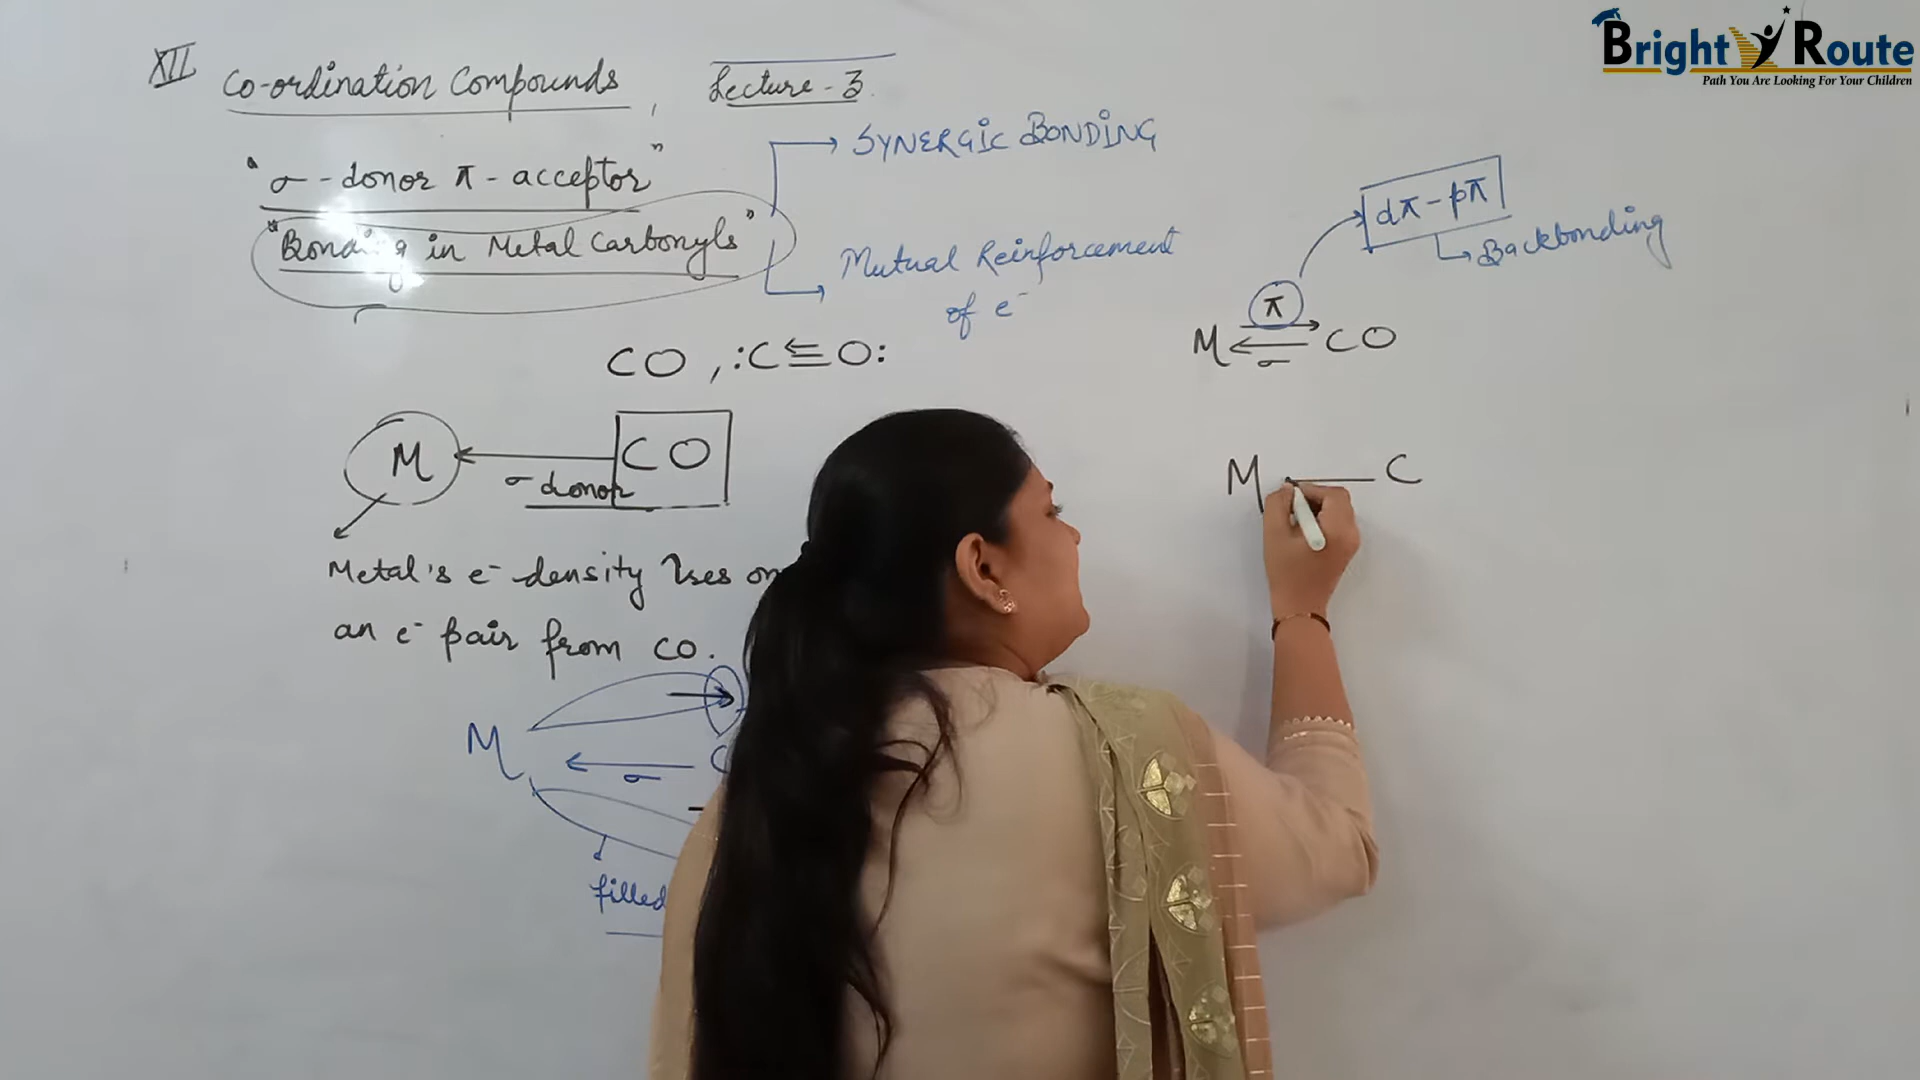 Bright Route
Path You Are Looking For Your Children
XII
Co-ordination Compounds, Lecture-3.
"σ-donor π-acceptor"
"Bonding in Metal Carbonyls"
SYNERGIC BONDING
Mutual Reinforcement
of e⁻
dπ-pπ
Backbonding
π
M ⇄ CO
σ
CO, :C≡O:
M ← CO
σ donor
M — C
Metal's e⁻ density
an e⁻ pair from CO.
M
σ
filled